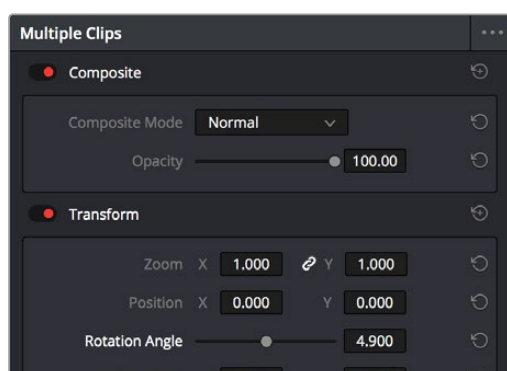 Multiple Clips
Composite
Composite Mode Normal
Opacity 100.00
Transform
Zoom X 1.000 Y 1.000
Position X 0.000 Y 0.000
Rotation Angle 4.900